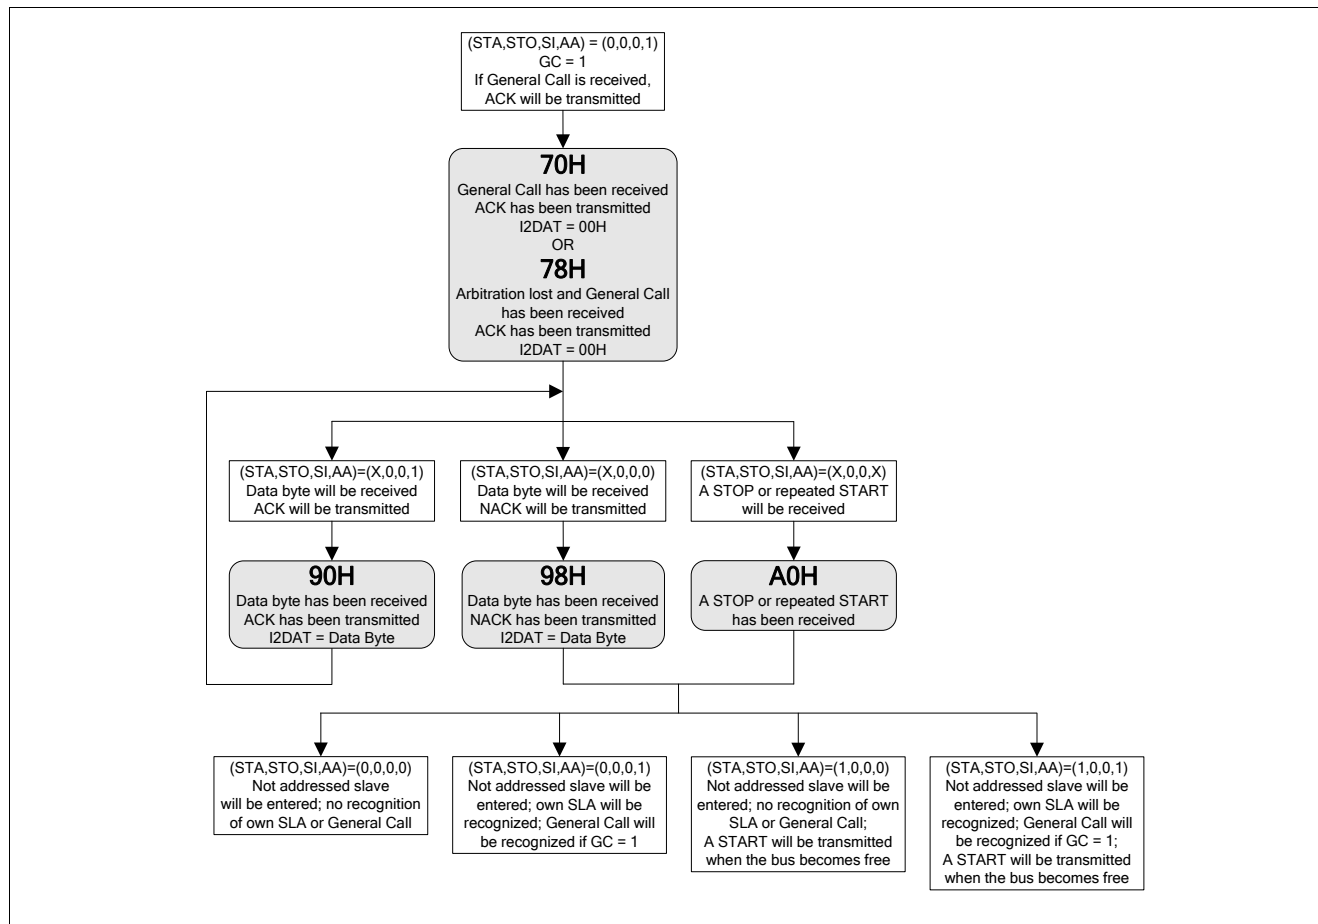 (STA,STO,SI,AA) = (0,0,0,1)
GC = 1
If General Call is received,
ACK will be transmitted
70H
General Call has been received
ACK has been transmitted
I2DAT = 00H
OR
78H
Arbitration lost and General Call
has been received
ACK has been transmitted
I2DAT = 00H
(STA,STO,SI,AA)=(X,0,0,1)
Data byte will be received
ACK will be transmitted
(STA,STO,SI,AA)=(X,0,0,0)
Data byte will be received
NACK will be transmitted
(STA,STO,SI,AA)=(X,0,0,X)
A STOP or repeated START
will be received
90H
Data byte has been received
ACK has been transmitted
I2DAT = Data Byte
98H
Data byte has been received
NACK has been transmitted
I2DAT = Data Byte
A0H
A STOP or repeated START
has been received
(STA,STO,SI,AA)=(0,0,0,0)
Not addressed slave
will be entered; no recognition
of own SLA or General Call
(STA,STO,SI,AA)=(0,0,0,1)
Not addressed slave will be
entered; own SLA will be
recognized; General Call will
be recognized if GC = 1
(STA,STO,SI,AA)=(1,0,0,0)
Not addressed slave will be
entered; no recognition of own
SLA or General Call;
A START will be transmitted
when the bus becomes free
(STA,STO,SI,AA)=(1,0,0,1)
Not addressed slave will be
entered; own SLA will be
recognized; General Call will
be recognized if GC = 1;
A START will be transmitted
when the bus becomes free